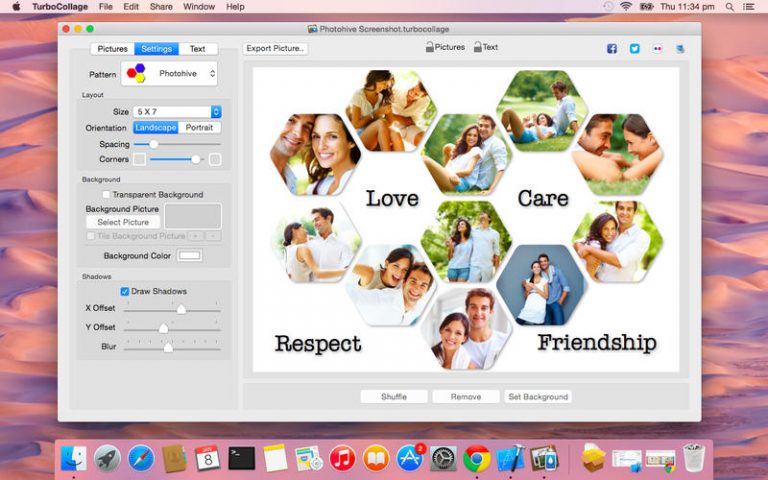 TurboCollage File Edit Share Window Help
Thu 11:34 pm
Photohive Screenshot.turbocollage
Pictures Settings Text
Export Picture..
Pictures Text
Pattern Photohive
Layout
Size 5 X 7
Orientation Landscape Portrait
Spacing
Corners
Background
Transparent Background
Background Picture
Select Picture
Tile Background Picture + -
Background Color
Shadows
Draw Shadows
X Offset
Y Offset
Blur
Love Care
Respect Friendship
Shuffle Remove Set Background
JAN
8
2